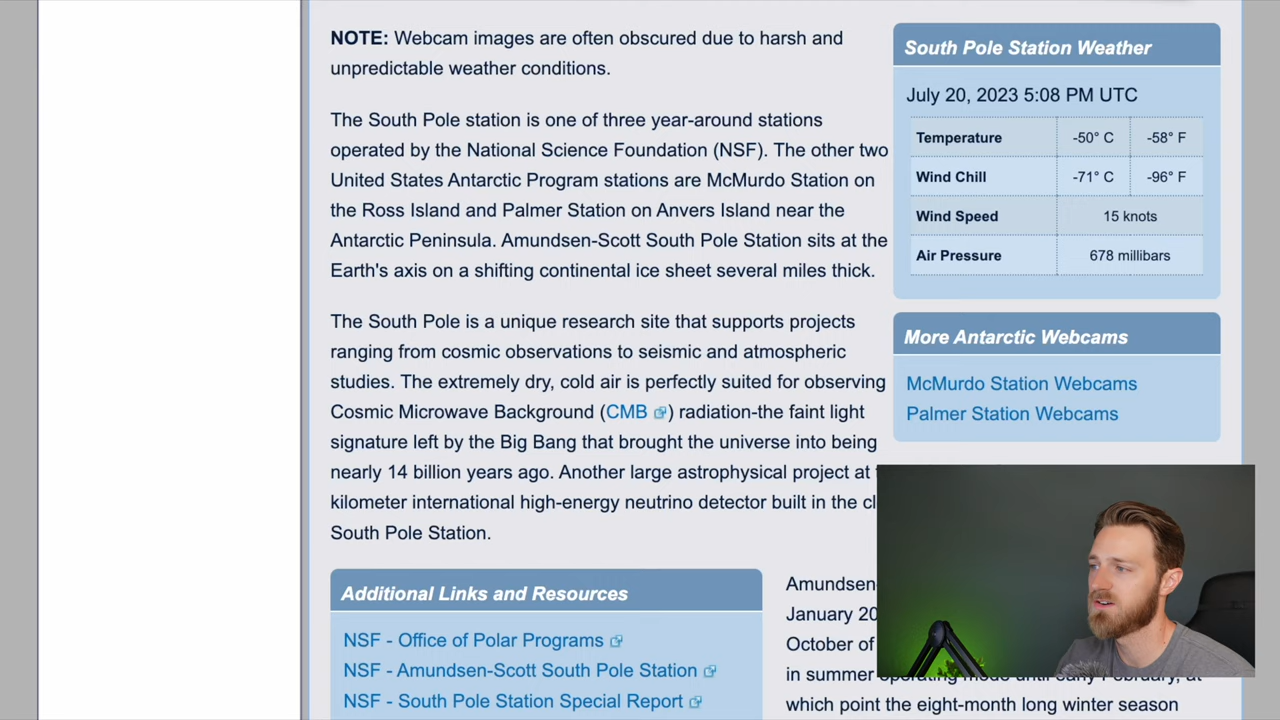 NOTE: Webcam images are often obscured due to harsh and
unpredictable weather conditions.
The South Pole station is one of three year-around stations
operated by the National Science Foundation (NSF). The other two
United States Antarctic Program stations are McMurdo Station on
the Ross Island and Palmer Station on Anvers Island near the
Antarctic Peninsula. Amundsen-Scott South Pole Station sits at the
Earth's axis on a shifting continental ice sheet several miles thick.
The South Pole is a unique research site that supports projects
ranging from cosmic observations to seismic and atmospheric
studies. The extremely dry, cold air is perfectly suited for observing
Cosmic Microwave Background (CMB) radiation-the faint light
signature left by the Big Bang that brought the universe into being
nearly 14 billion years ago. Another large astrophysical project at
kilometer international high-energy neutrino detector built in the
South Pole Station.
South Pole Station Weather
July 20, 2023 5:08 PM UTC
Temperature -50° C -58° F
Wind Chill -71° C -96° F
Wind Speed 15 knots
Air Pressure 678 millibars
More Antarctic Webcams
McMurdo Station Webcams
Palmer Station Webcams
Additional Links and Resources
NSF - Office of Polar Programs
NSF - Amundsen-Scott South Pole Station
NSF - South Pole Station Special Report
Amundsen
January 20
October of
in summer operating mode until early February, at
which point the eight-month long winter season